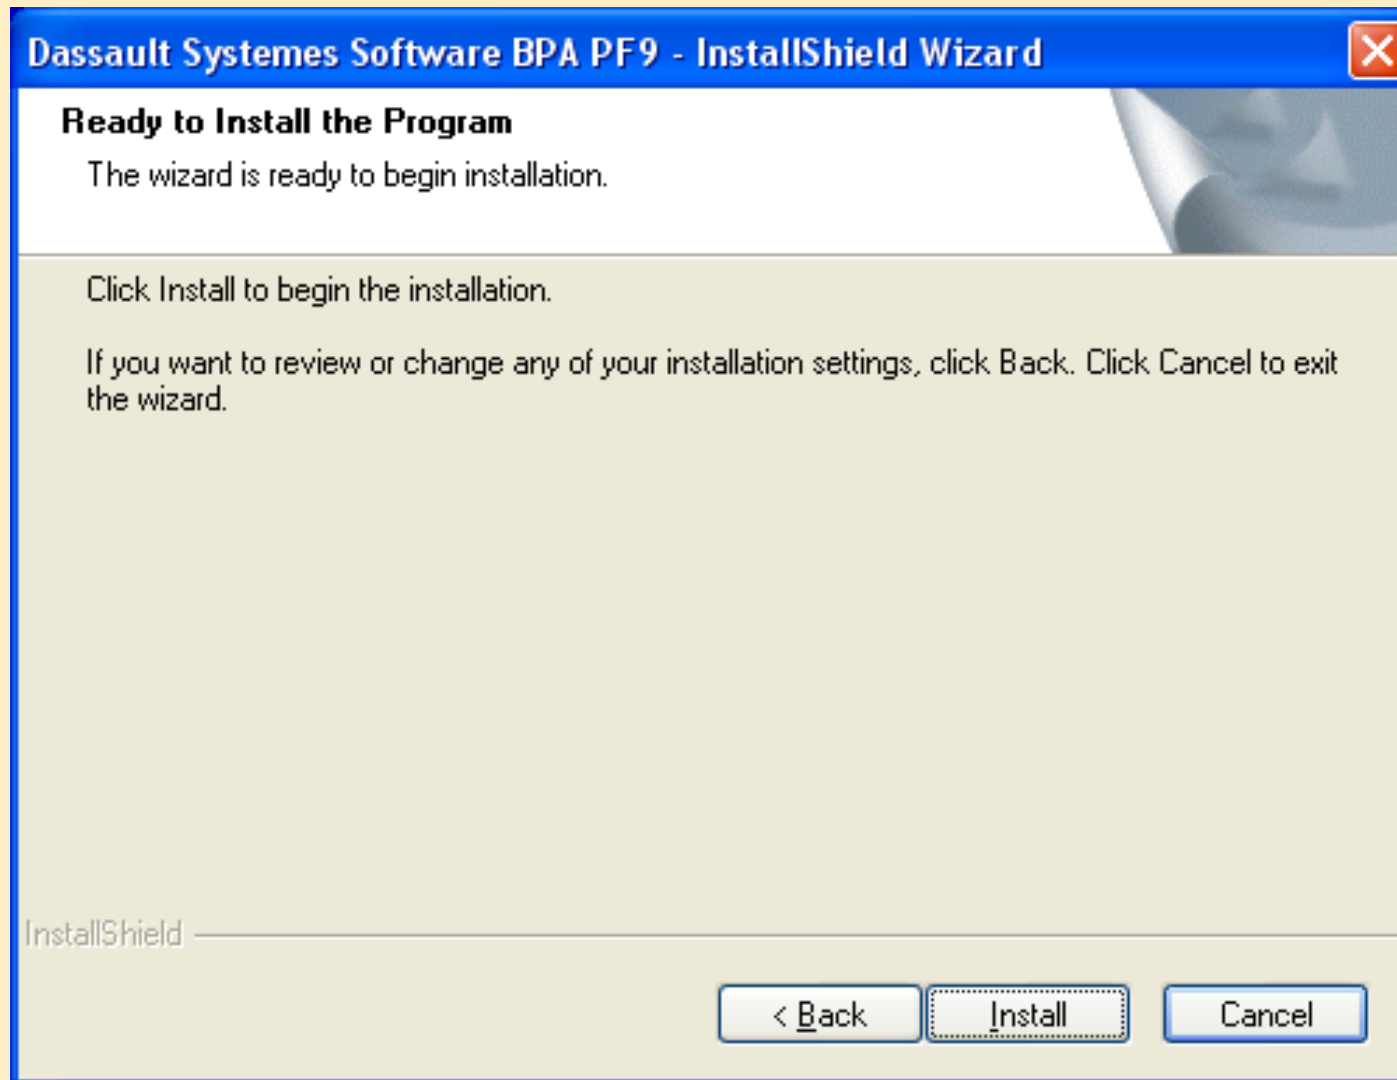 Dassault Systemes Software BPA PF9 - InstallShield Wizard
Ready to Install the Program
The wizard is ready to begin installation.
Click Install to begin the installation.
If you want to review or change any of your installation settings, click Back. Click Cancel to exit
the wizard.
InstallShield
< Back
Install
Cancel